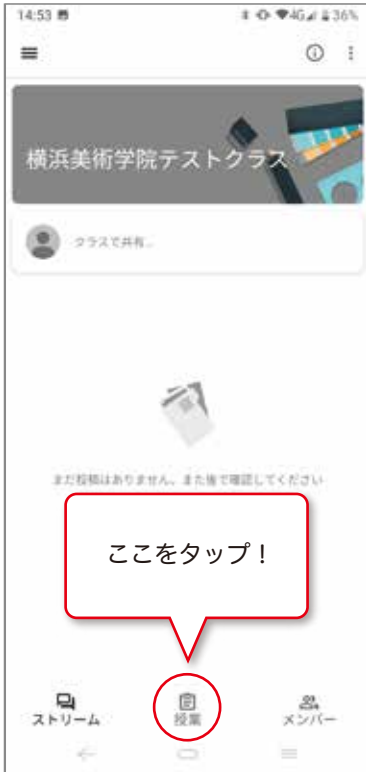 14:53
4G 36%
横浜美術学院テストクラス
クラスで共有…
まだ投稿はありません。また後で確認してください
ここをタップ！
ストリーム
授業
メンバー